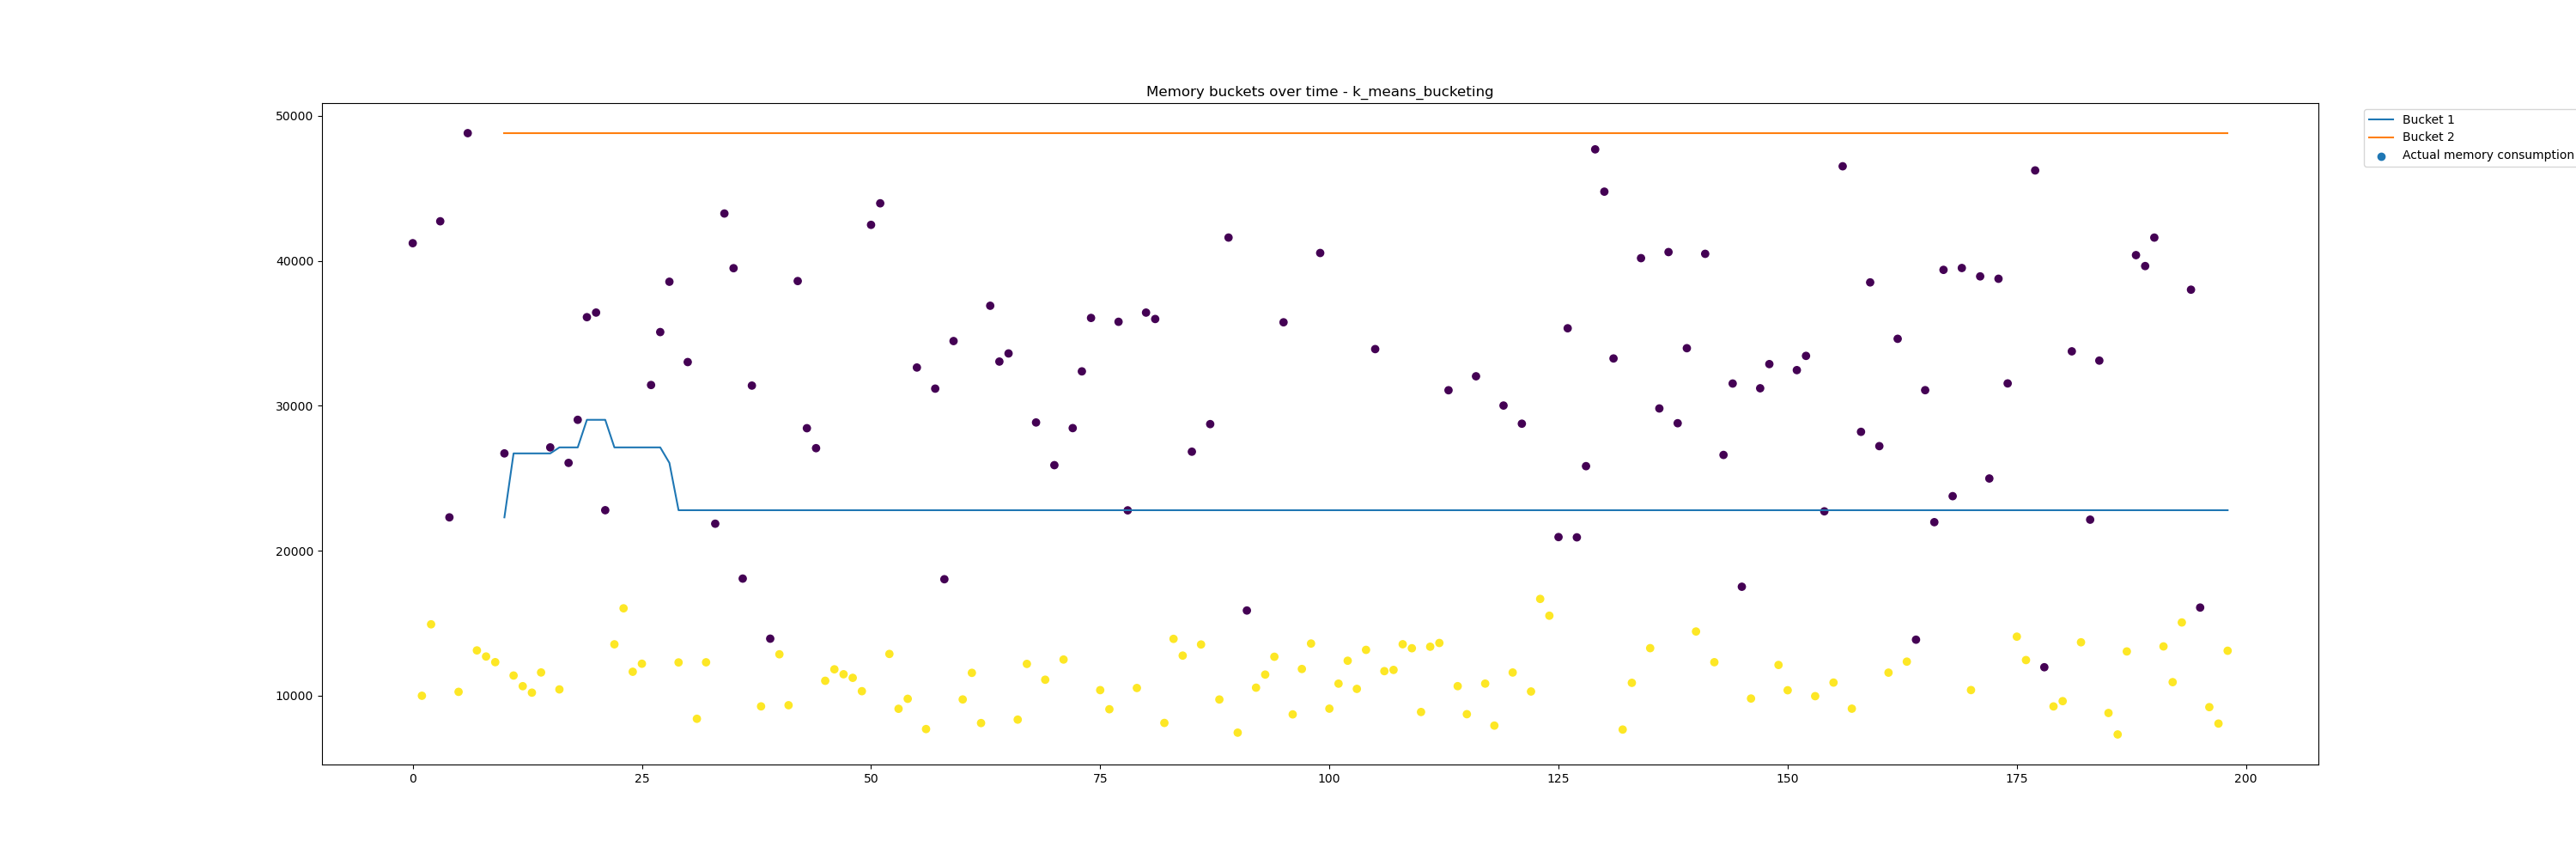 Memory buckets over time - k_means_bucketing
50000
40000
30000
20000
10000
0 25 50 75 100 125 150 175 200
Bucket 1
Bucket 2
Actual memory consumption